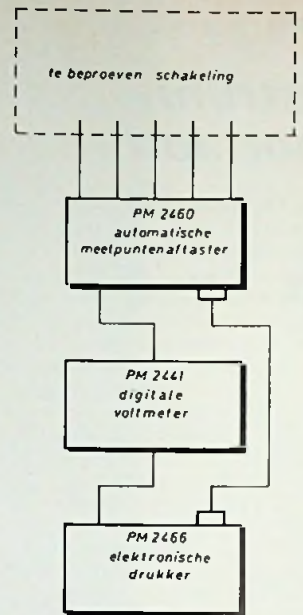 te beproeven schakeling
PM 2460
automatische
meetpuntenaftaster
PM 2441
digitale
voltmeter
PM 2466
elektronische
drukker